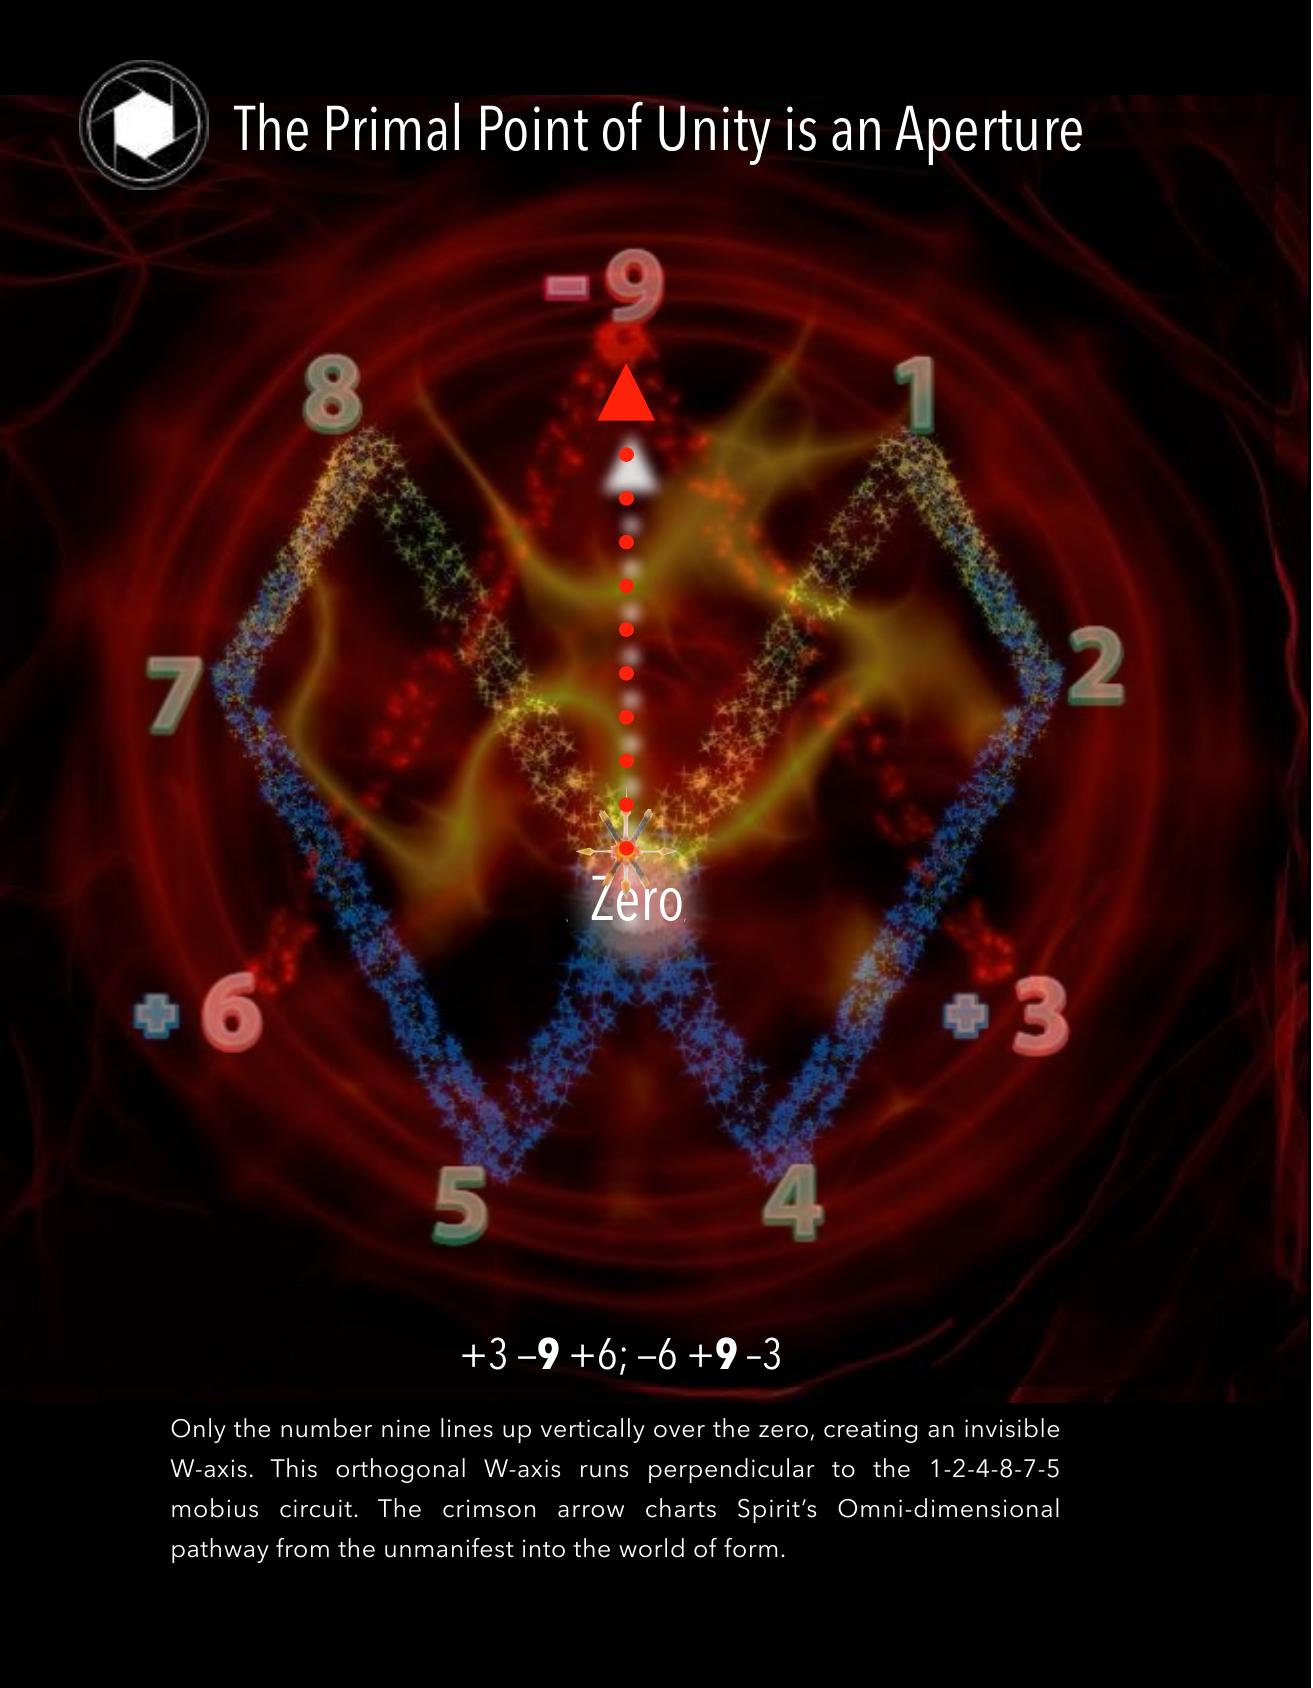 The Primal Point of Unity is an Aperture
- 9
8
1
7
2
Zero
+ 6
+ 3
5
4
+3 –9 +6; –6 +9 –3
Only the number nine lines up vertically over the zero, creating an invisible
W-axis. This orthogonal W-axis runs perpendicular to the 1-2-4-8-7-5
mobius circuit. The crimson arrow charts Spirit’s Omni-dimensional
pathway from the unmanifest into the world of form.